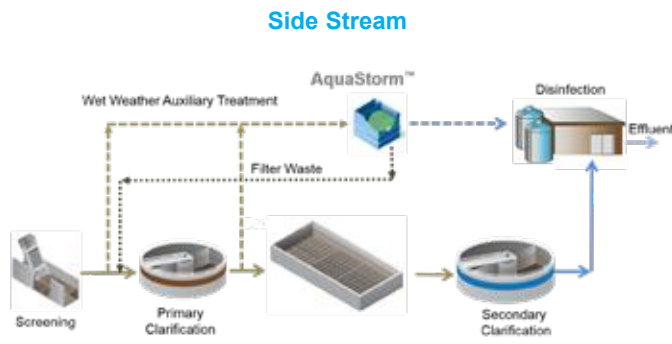 Side Stream
AquaStorm™
Wet Weather Auxiliary Treatment
Disinfection
Effluent
Filter Waste
Screening
Primary
Clarification
Secondary
Clarification